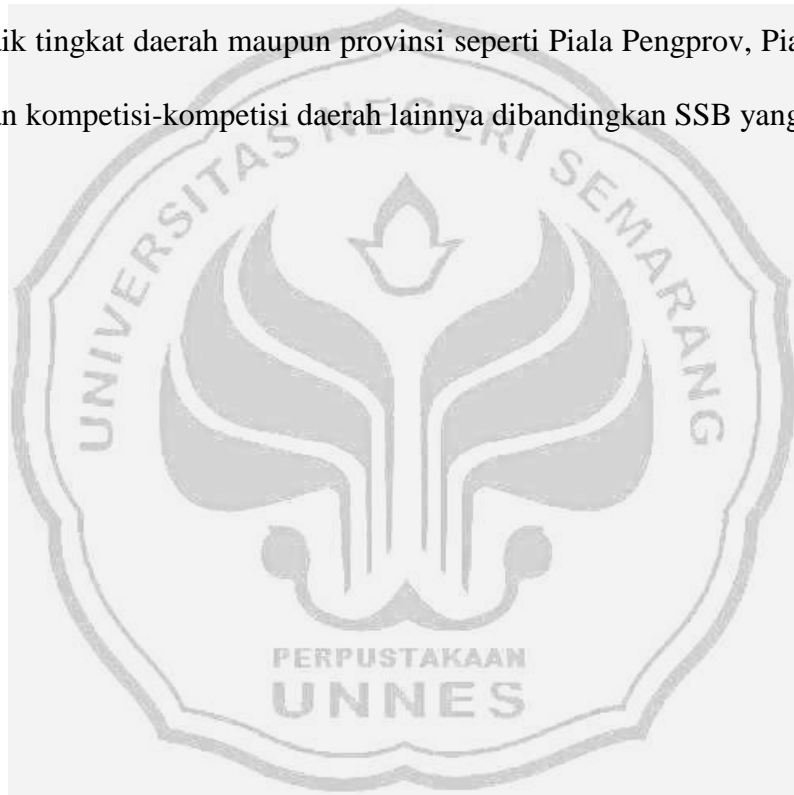 ik tingkat daerah maupun provinsi seperti Piala Pengprov, Pia
n kompetisi-kompetisi daerah lainnya dibandingkan SSB yang
UNIVERSITAS NEGERI SEMARANG
PERPUSTAKAAN
UNNES